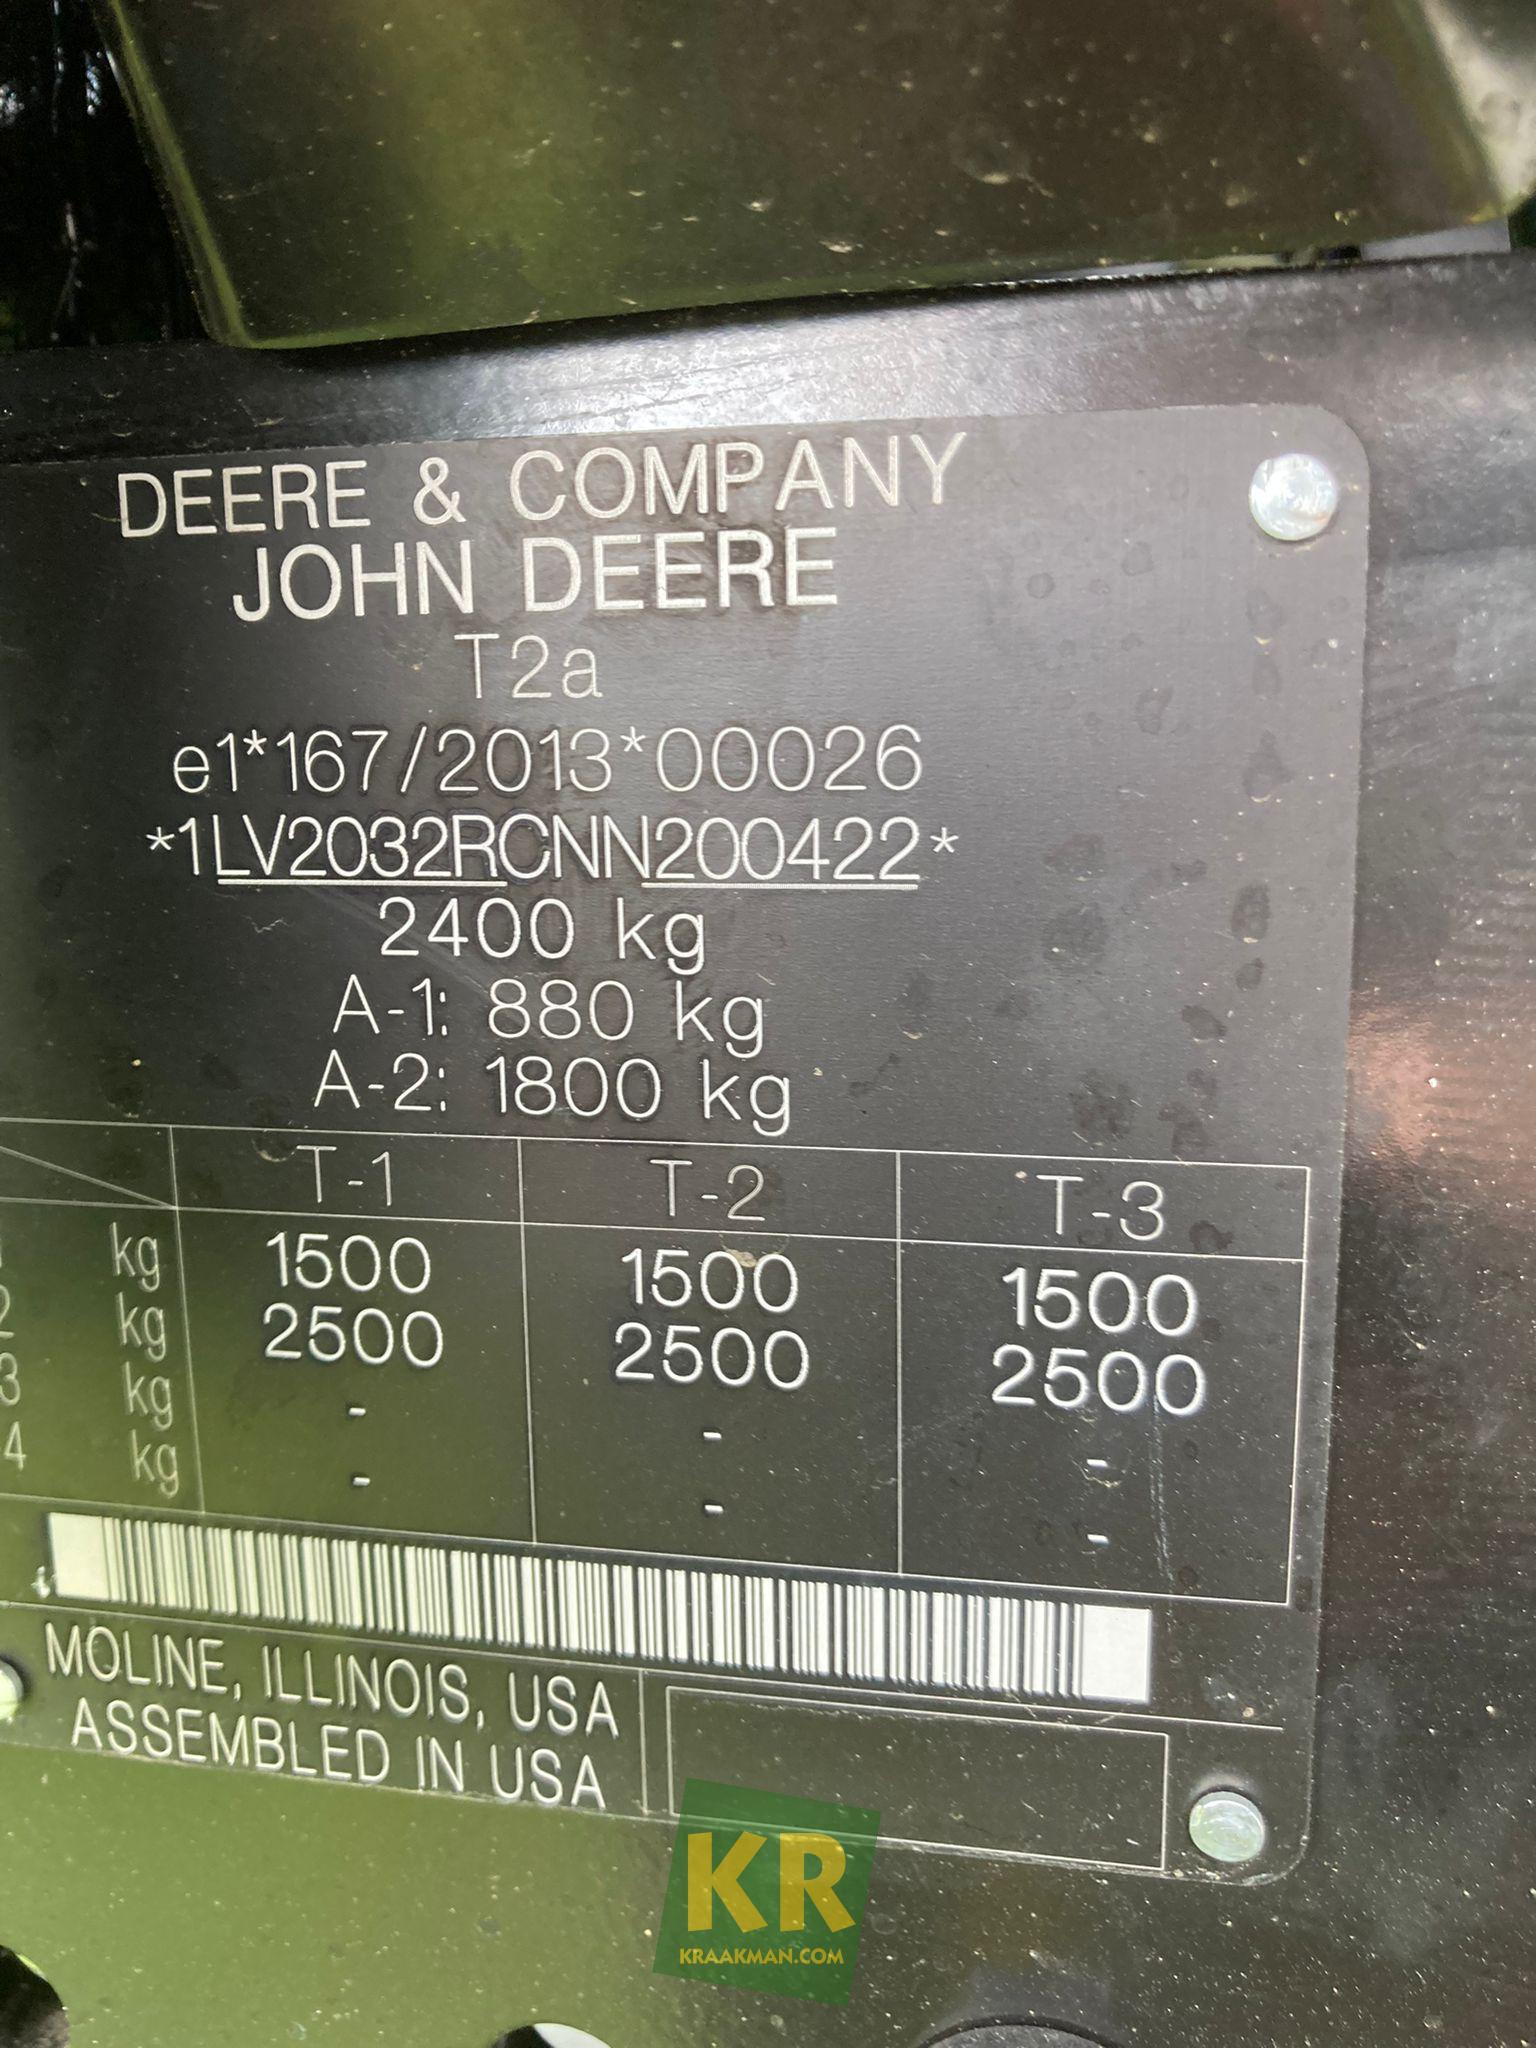 DEERE & COMPANY
JOHN DEERE
T2a
e1*167/2013*00026
*1LV2032RCNN200422*
2400 kg
A-1: 880 kg
A-2: 1800 kg
T-1 T-2 T-3
kg 1500 1500 1500
2 kg 2500 2500 2500
3 kg - - -
4 kg - - -
MOLINE, ILLINOIS, USA
ASSEMBLED IN USA
KR
KRAAKMAN.COM